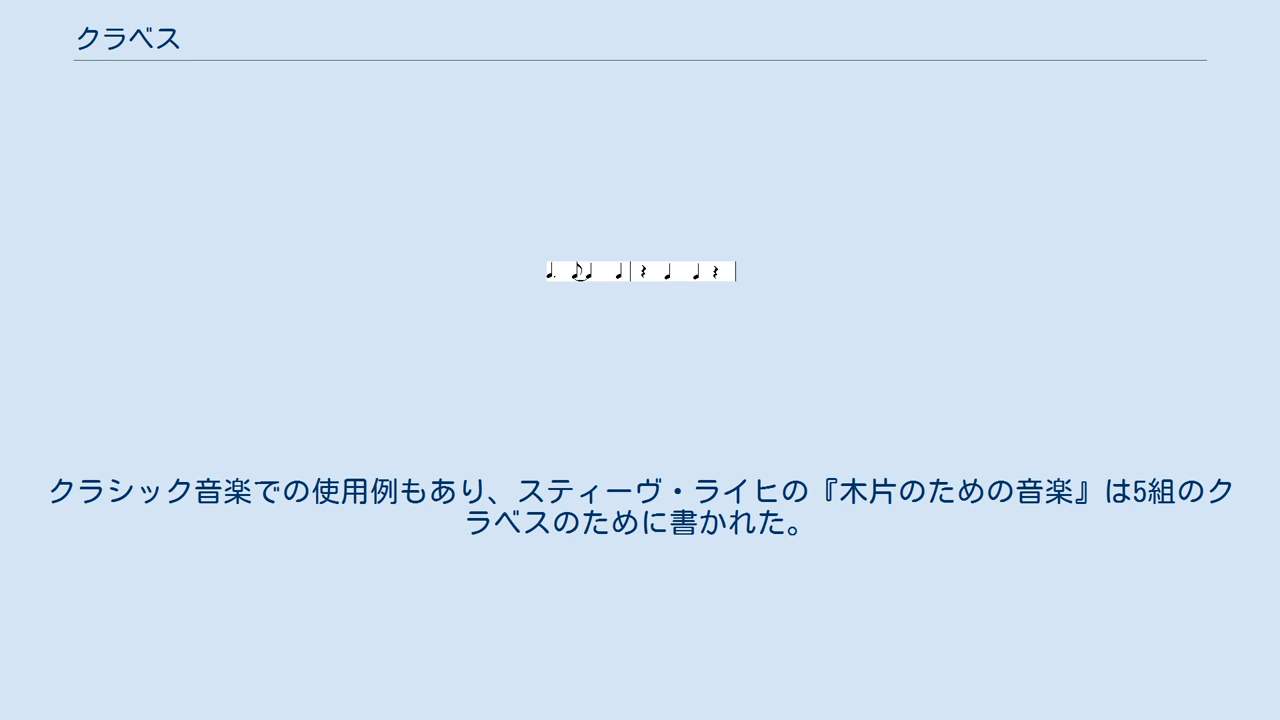 クラベス
クラシック音楽での使用例もあり、スティーヴ・ライヒの『木片のための音楽』は5組のク
ラベスのために書かれた。